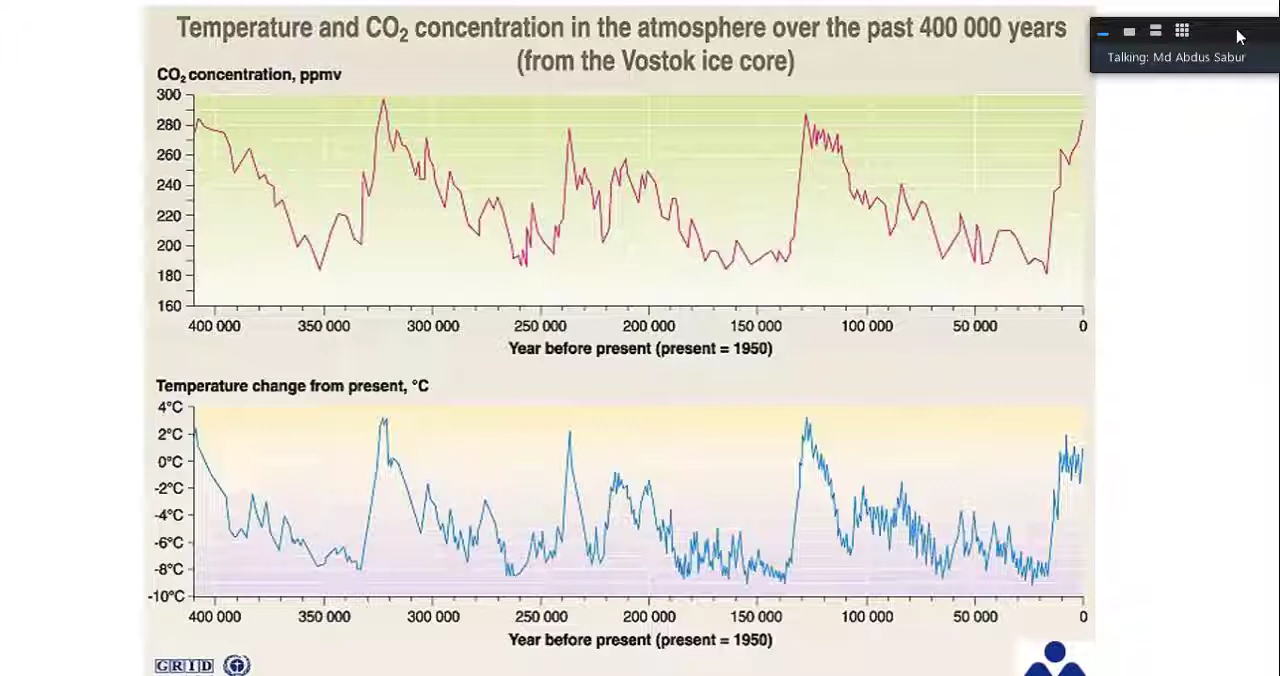 Temperature and CO₂ concentration in the atmosphere over the past 400 000 years
(from the Vostok ice core)
Talking: Md Abdus Sabur
CO₂ concentration, ppmv
300
280
260
240
220
200
180
160
400 000 350 000 300 000 250 000 200 000 150 000 100 000 50 000 0
Year before present (present = 1950)
Temperature change from present, °C
4°C
2°C
0°C
-2°C
-4°C
-6°C
-8°C
-10°C
400 000 350 000 300 000 250 000 200 000 150 000 100 000 50 000 0
Year before present (present = 1950)
GRID